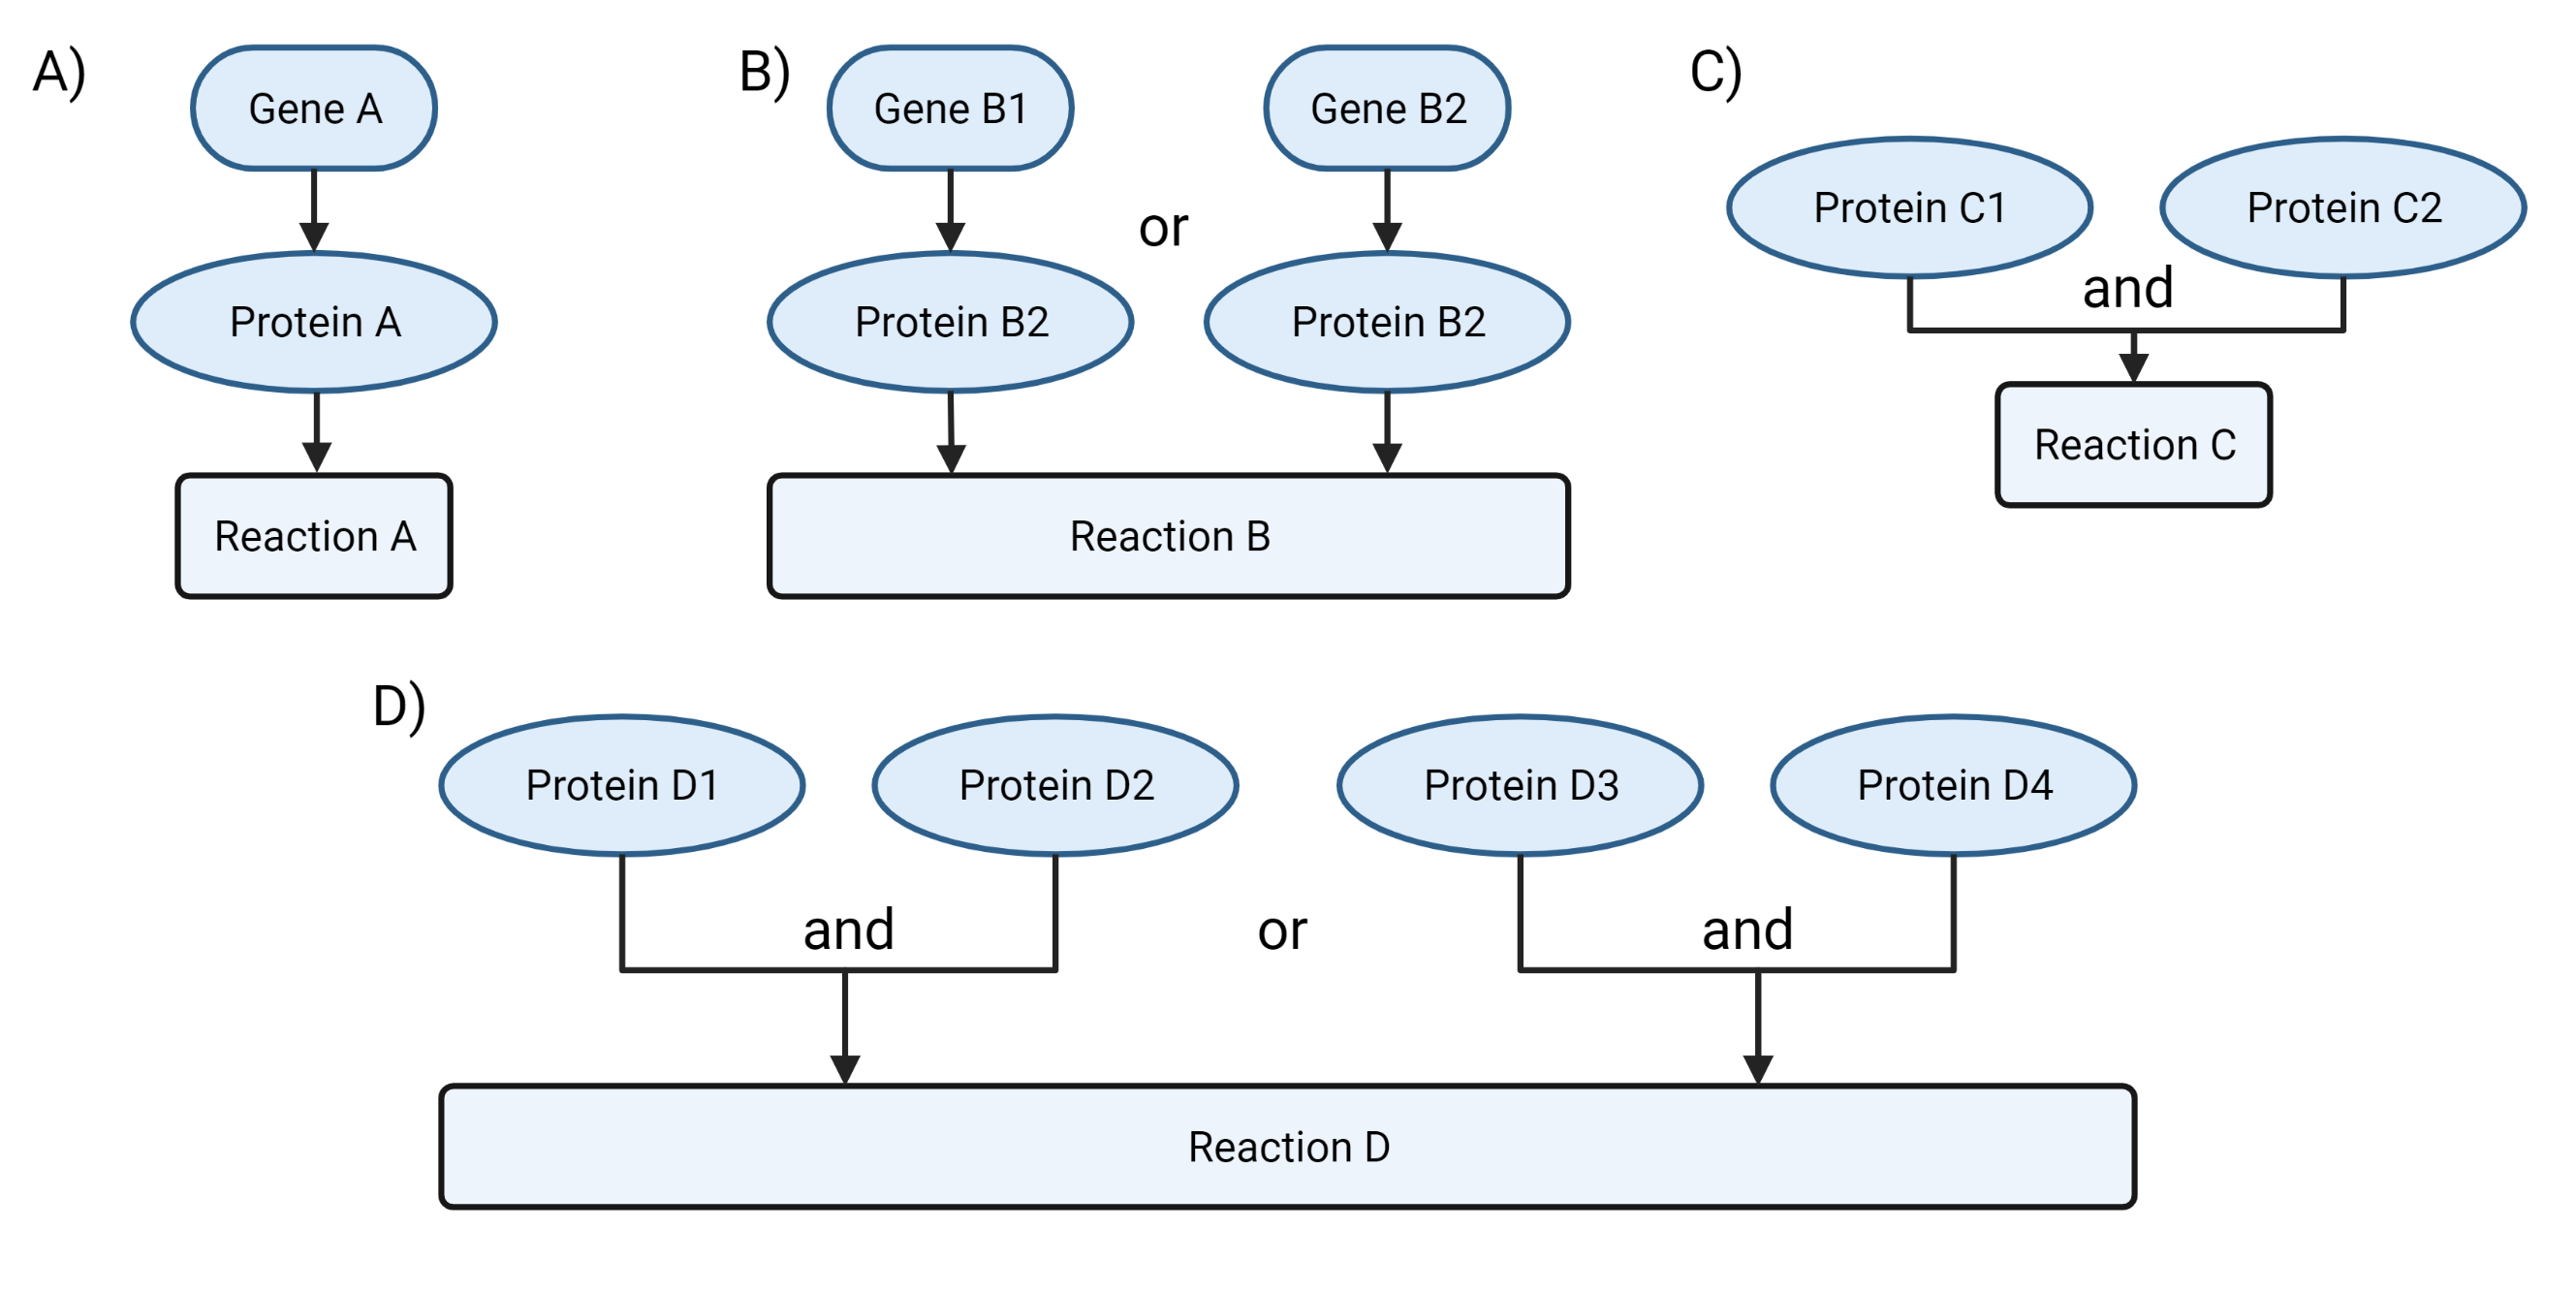 A)
Gene A
Protein A
Reaction A
B)
Gene B1
Gene B2
or
Protein B2
Protein B2
Reaction B
C)
Protein C1
Protein C2
and
Reaction C
D)
Protein D1
Protein D2
Protein D3
Protein D4
and
or
and
Reaction D